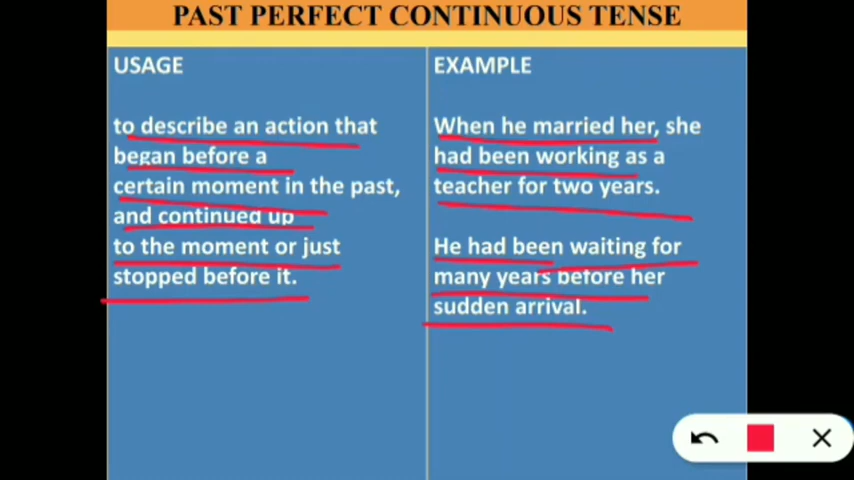 PAST PERFECT CONTINUOUS TENSE
USAGE
to describe an action that
began before a
certain moment in the past,
and continued up
to the moment or just
stopped before it.
EXAMPLE
When he married her, she
had been working as a
teacher for two years.
He had been waiting for
many years before her
sudden arrival.